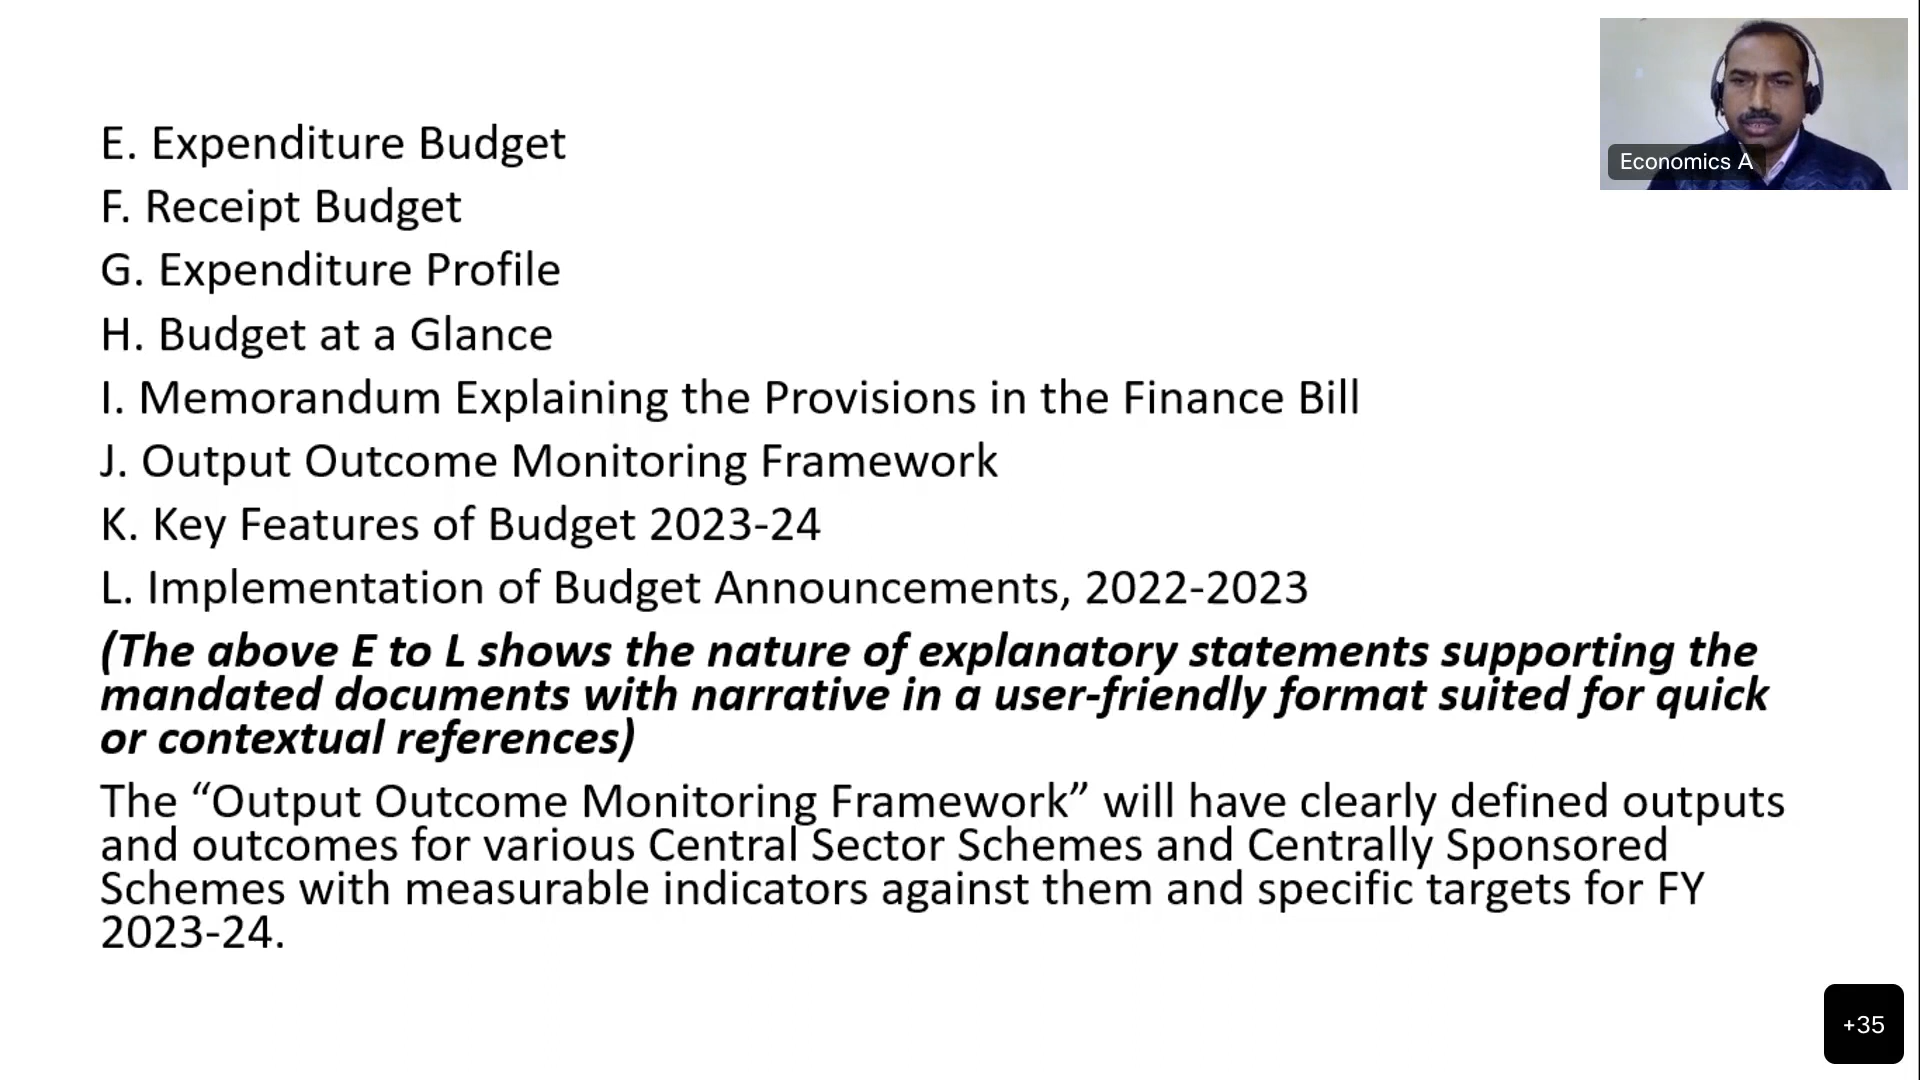 E. Expenditure Budget
F. Receipt Budget
G. Expenditure Profile
H. Budget at a Glance
I. Memorandum Explaining the Provisions in the Finance Bill
J. Output Outcome Monitoring Framework
K. Key Features of Budget 2023-24
L. Implementation of Budget Announcements, 2022-2023
(The above E to L shows the nature of explanatory statements supporting the
mandated documents with narrative in a user-friendly format suited for quick
or contextual references)
The “Output Outcome Monitoring Framework” will have clearly defined outputs
and outcomes for various Central Sector Schemes and Centrally Sponsored
Schemes with measurable indicators against them and specific targets for FY
2023-24.
Economics A
+35